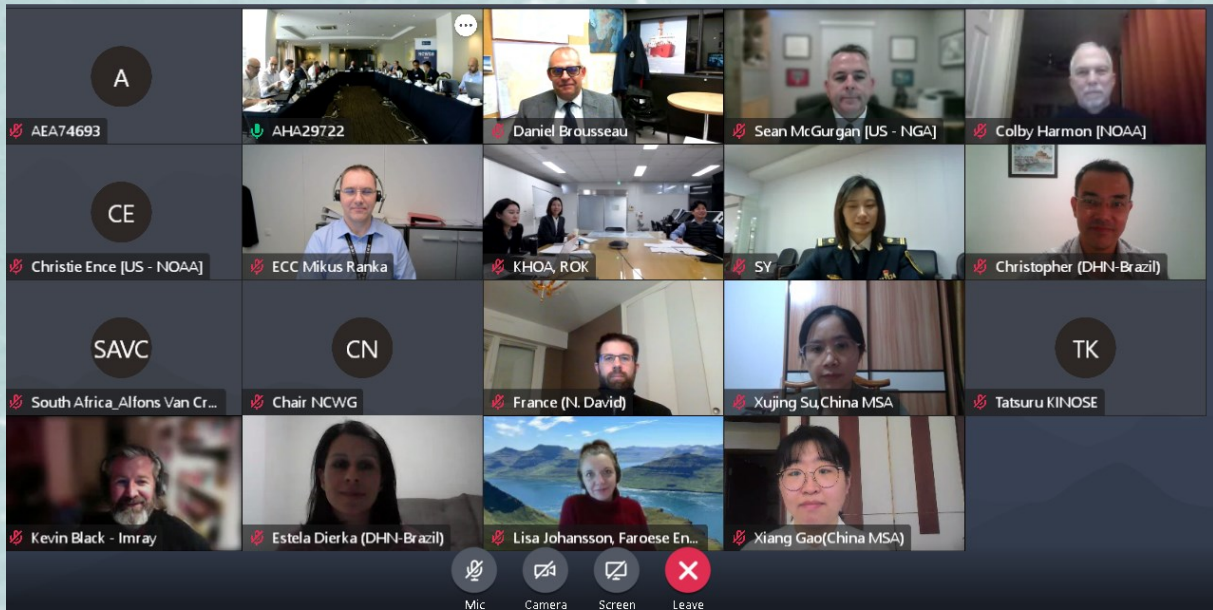 A
AEA74693
AHA29722
Daniel Brousseau
Sean McGurgan [US - NGA]
Colby Harmon [NOAA]
CE
Christie Ence [US - NOAA]
ECC Mikus Ranka
KHOA, ROK
SY
Christopher (DHN-Brazil)
SAVC
South Africa_Alfons Van Cr...
CN
Chair NCWG
France (N. David)
Xujing Su,China MSA
TK
Tatsuru KINOSE
Kevin Black - Imray
Estela Dierka (DHN-Brazil)
Lisa Johansson, Faroese En...
Xiang Gao(China MSA)
Mic
Camera
Screen
Leave